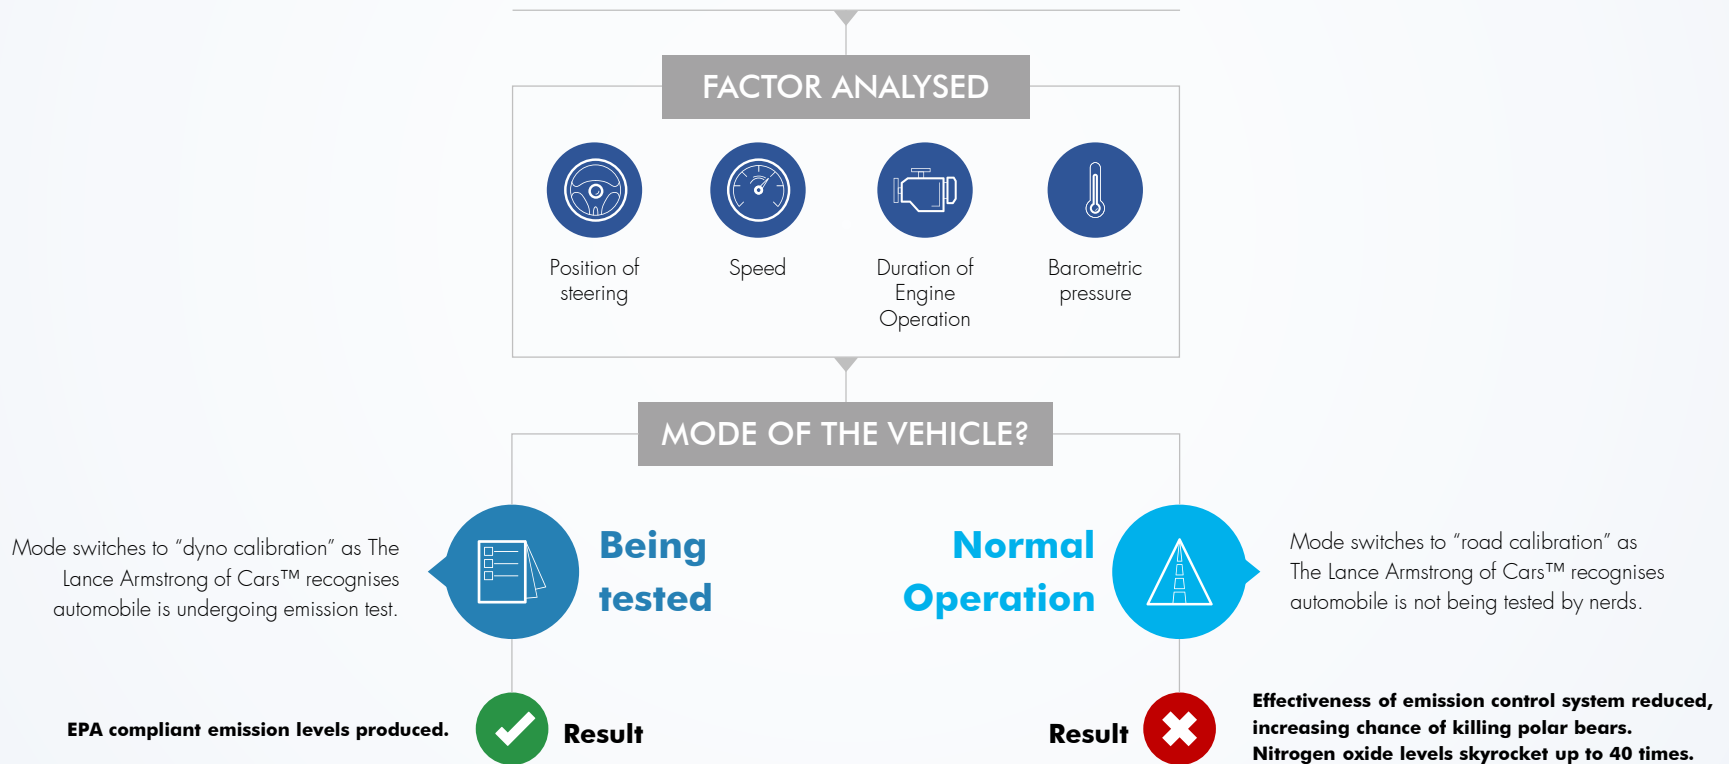 FACTOR ANALYSED
Position of
steering
Speed
Duration of
Engine
Operation
Barometric
pressure
MODE OF THE VEHICLE?
Mode switches to “dyno calibration” as The
Lance Armstrong of Cars™ recognises
automobile is undergoing emission test.
Being
tested
Normal
Operation
Mode switches to “road calibration” as
The Lance Armstrong of Cars™ recognises
automobile is not being tested by nerds.
EPA compliant emission levels produced.
Result
Result
Effectiveness of emission control system reduced,
increasing chance of killing polar bears.
Nitrogen oxide levels skyrocket up to 40 times.